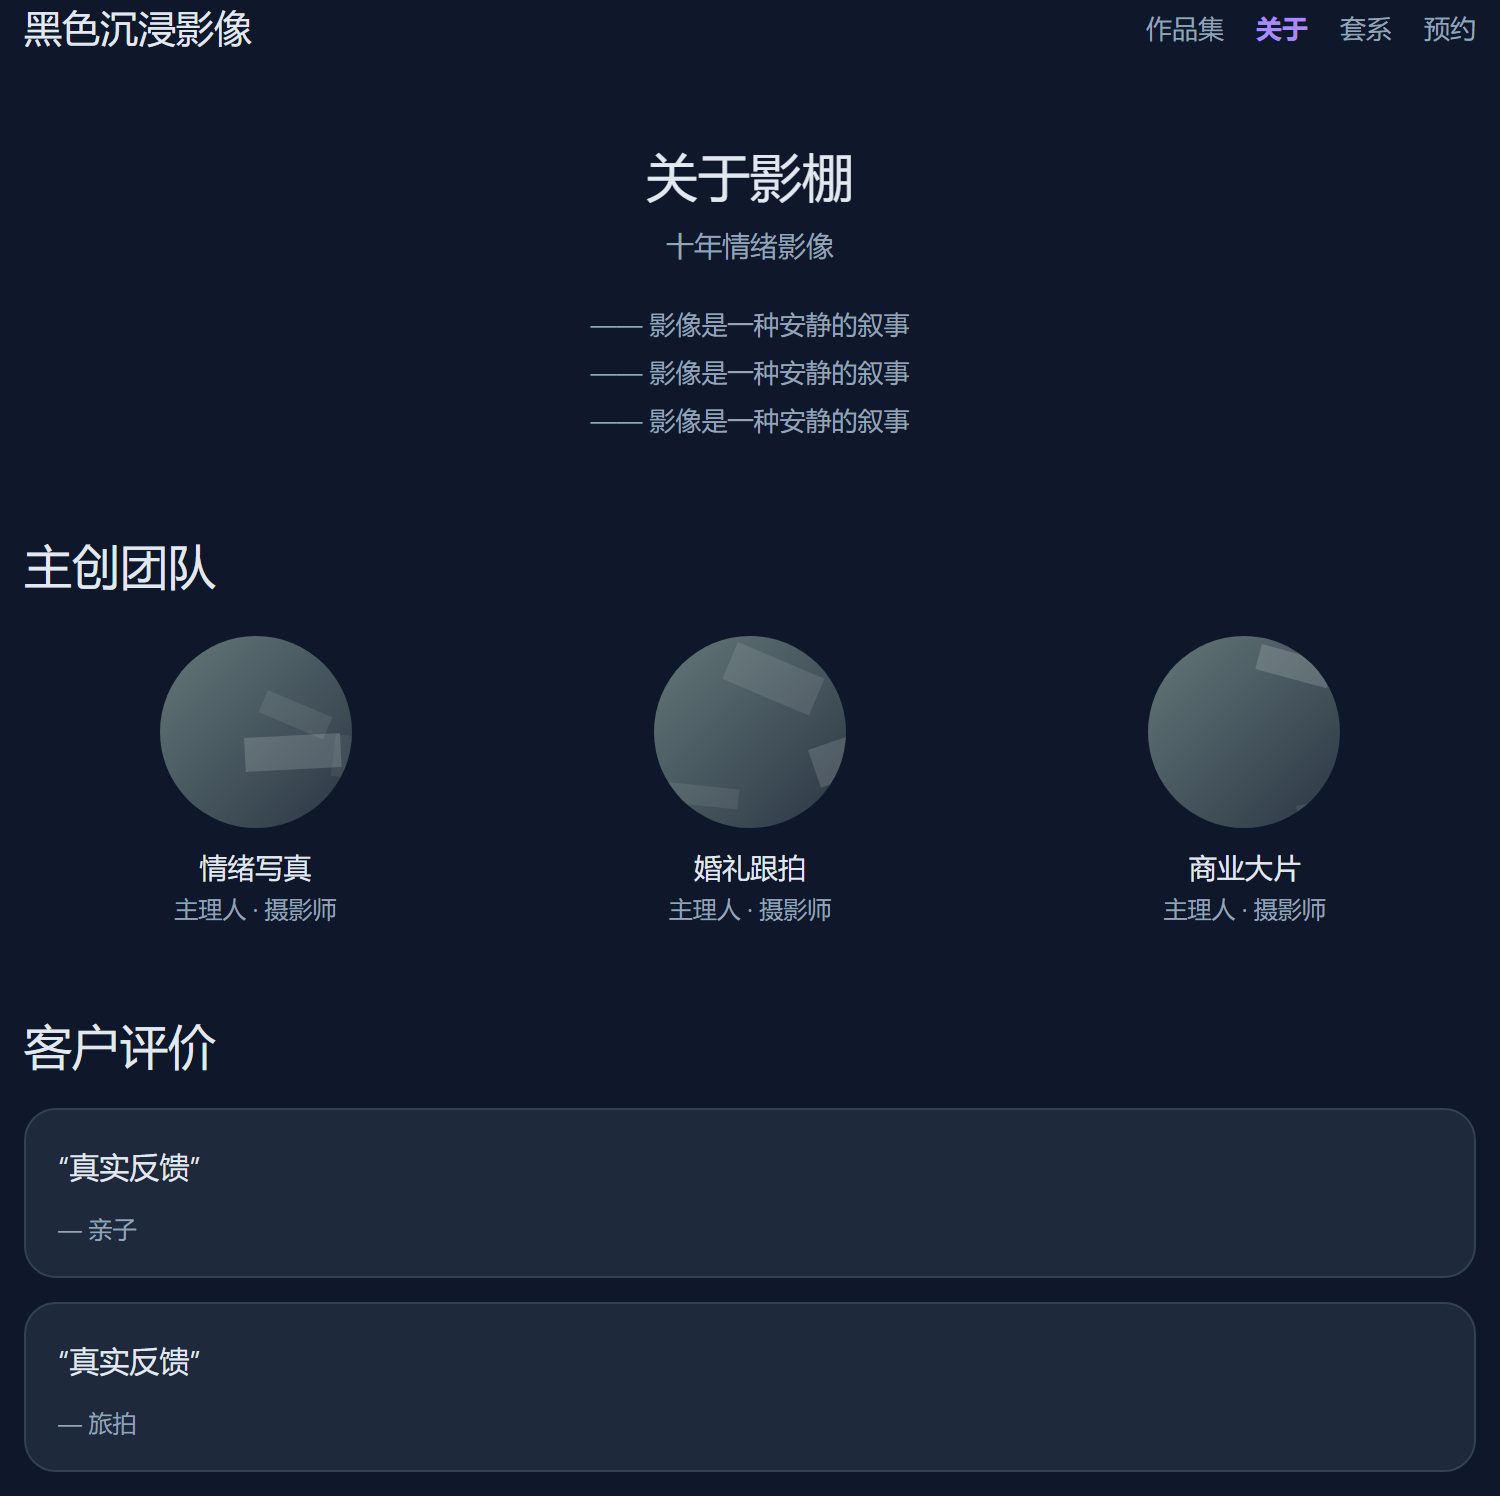 黑色沉浸影像
作品集 关于 套系 预约
关于影棚
十年情绪影像
—— 影像是一种安静的叙事
—— 影像是一种安静的叙事
—— 影像是一种安静的叙事
主创团队
情绪写真
主理人 · 摄影师
婚礼跟拍
主理人 · 摄影师
商业大片
主理人 · 摄影师
客户评价
“真实反馈”
— 亲子
“真实反馈”
— 旅拍